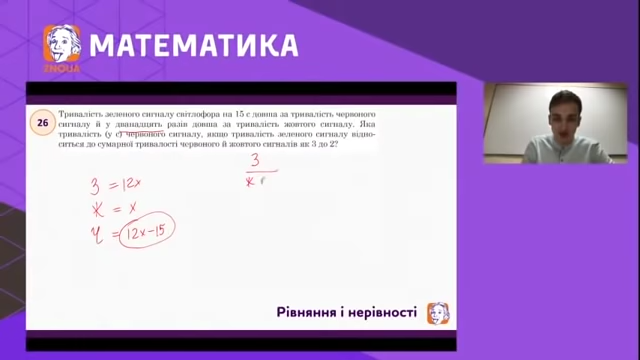 МАТЕМАТИКА
ZNOUA
26
Тривалість зеленого сигналу світлофора на 15 с довша за тривалість червоного
сигналу й у дванадцять разів довша за тривалість жовтого сигналу. Яка
тривалість (у с) червоного сигналу, якщо тривалість зеленого сигналу відно-
ситься до сумарної тривалості червоного й жовтого сигналів як 3 до 2?
З
З = 12x
ж
Ж = x
Ч = 12x-15
Рівняння і нерівності